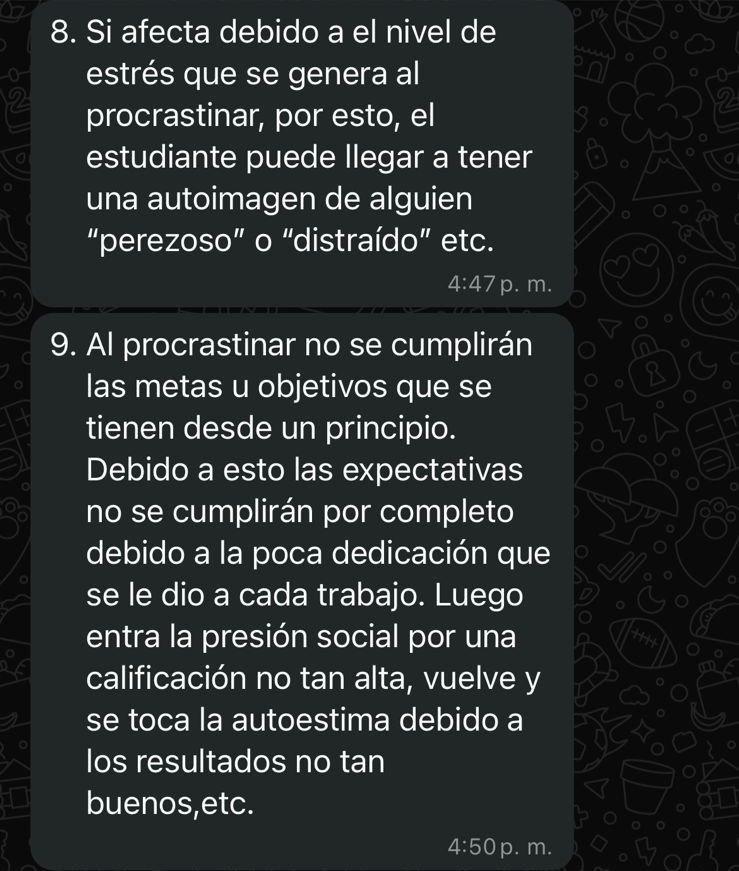 8. Si afecta debido a el nivel de
estrés que se genera al
procrastinar, por esto, el
estudiante puede llegar a tener
una autoimagen de alguien
“perezoso” o “distraído” etc.
4:47 p. m.
9. Al procrastinar no se cumplirán
las metas u objetivos que se
tienen desde un principio.
Debido a esto las expectativas
no se cumplirán por completo
debido a la poca dedicación que
se le dio a cada trabajo. Luego
entra la presión social por una
calificación no tan alta, vuelve y
se toca la autoestima debido a
los resultados no tan
buenos,etc.
4:50 p. m.